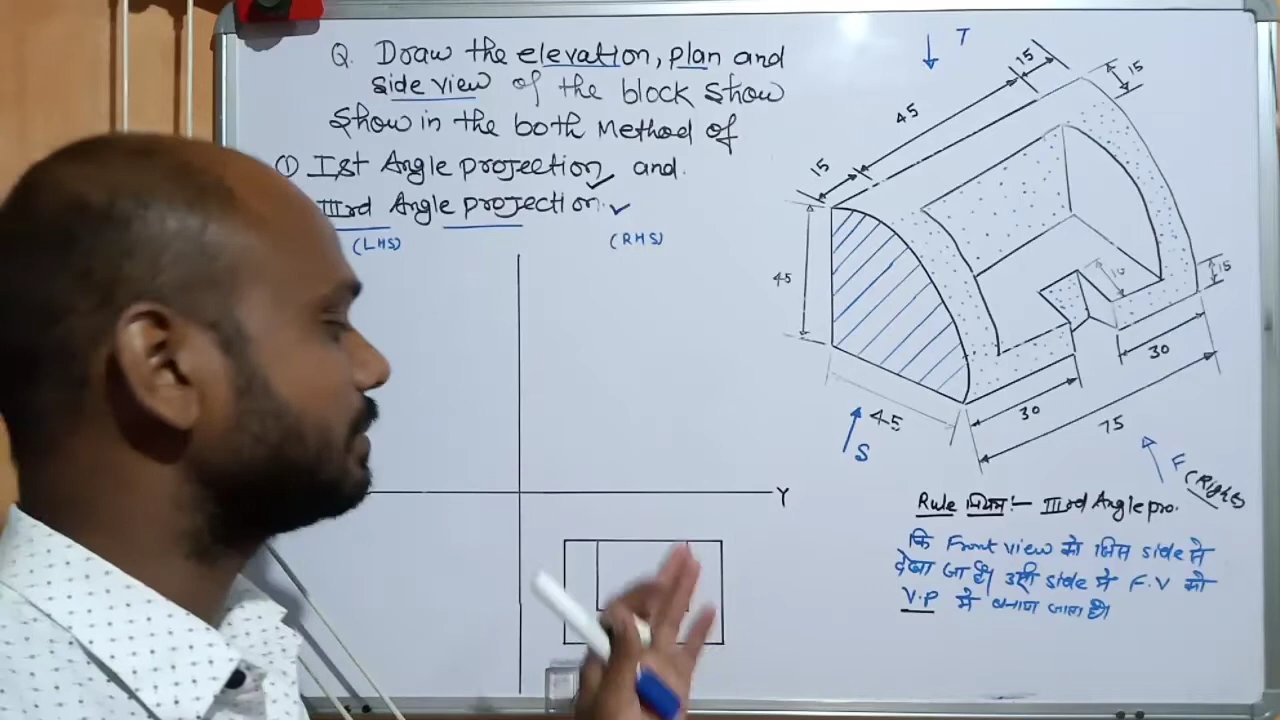 Q. Draw the elevation, plan and
side view of the block show
show in the both Method of
① Ist Angle projection and.
IIIrd Angle projection.
(LHS) (RHS)
Y
T
15
15
45
15
45
10
15
30
45
30
75
S
F (Right)
Rule नियम:- IIIrd Angle pro.
कि Front view को जिस side से
देखा जा है। उसी side में F.V को
V.P में बनाया जाता है।